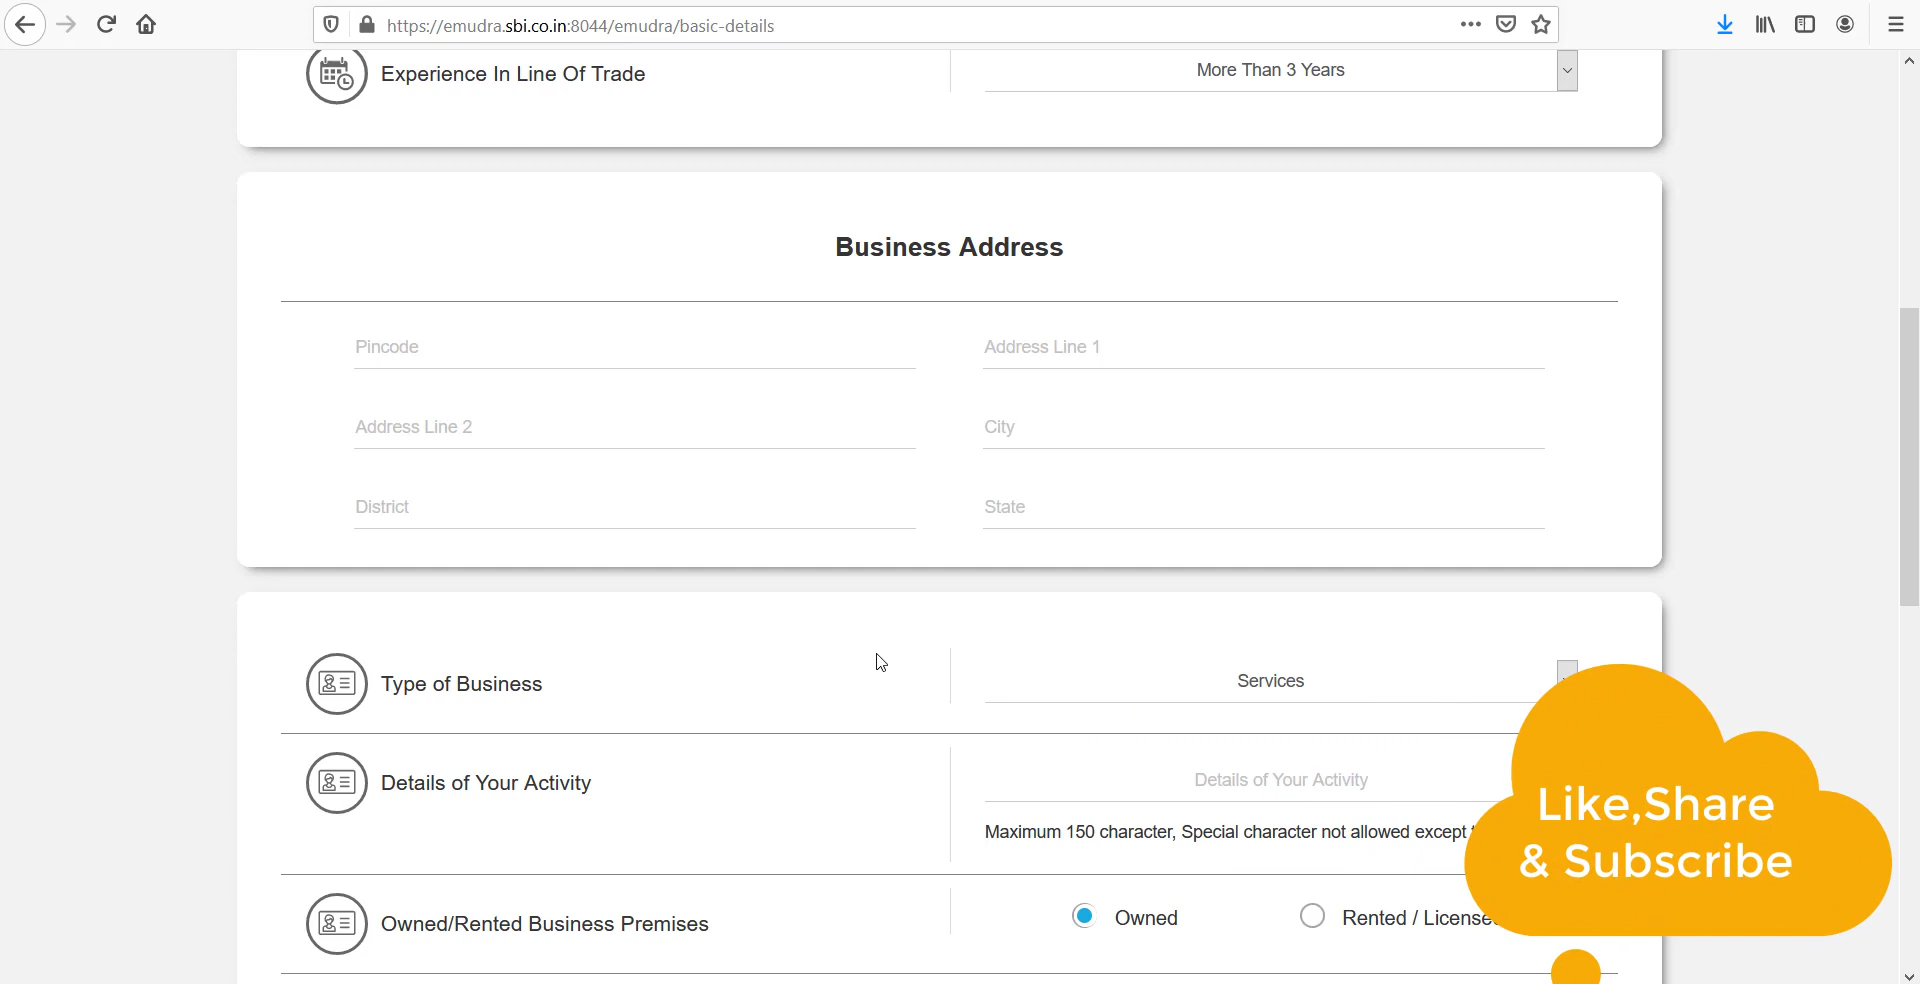 https://emudra.sbi.co.in:8044/emudra/basic-details
Experience In Line Of Trade
More Than 3 Years
Business Address
Pincode
Address Line 1
Address Line 2
City
District
State
Type of Business
Services
Details of Your Activity
Details of Your Activity
Maximum 150 character, Special character not allowed except
Owned/Rented Business Premises
Owned
Rented / License
Like,Share
& Subscribe